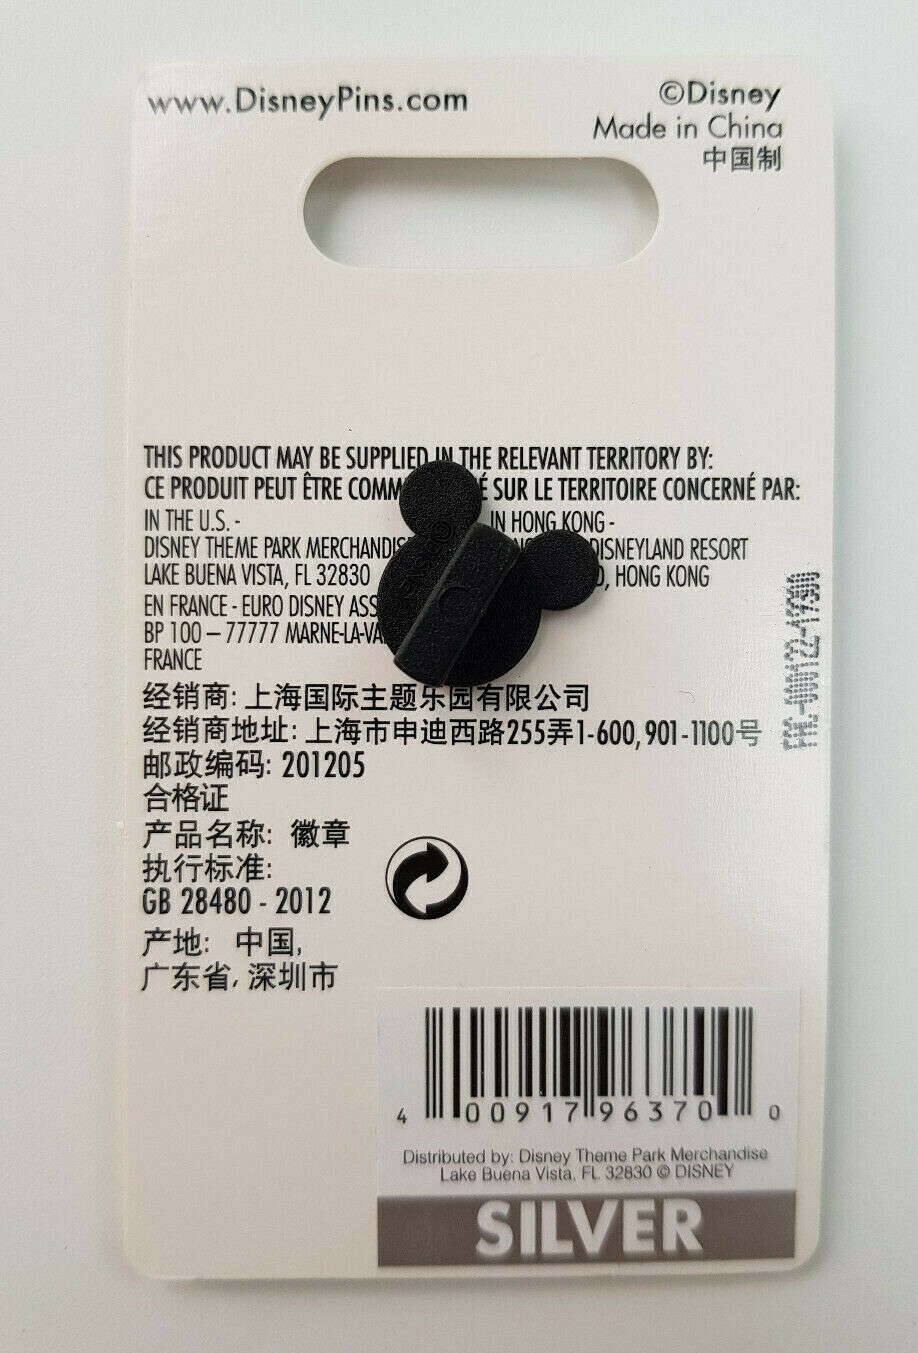 www.DisneyPins.com
©Disney
Made in China
中国制
THIS PRODUCT MAY BE SUPPLIED IN THE RELEVANT TERRITORY BY:
CE PRODUIT PEUT ÊTRE COMM É SUR LE TERRITOIRE CONCERNÉ PAR:
IN THE U.S. -
DISNEY THEME PARK MERCHANDIS
LAKE BUENA VISTA, FL 32830
IN HONG KONG -
DISNEYLAND RESORT
, HONG KONG
EN FRANCE - EURO DISNEY ASS
BP 100 – 77777 MARNE-LA-VA
FRANCE
经销商: 上海国际主题乐园有限公司
经销商地址: 上海市申迪西路255弄1-600, 901-1100号
邮政编码: 201205
合格证
产品名称: 徽章
执行标准:
GB 28480 - 2012
产地: 中国,
广东省, 深圳市
4 00917 96370 0
Distributed by: Disney Theme Park Merchandise
Lake Buena Vista, FL 32830 © DISNEY
SILVER